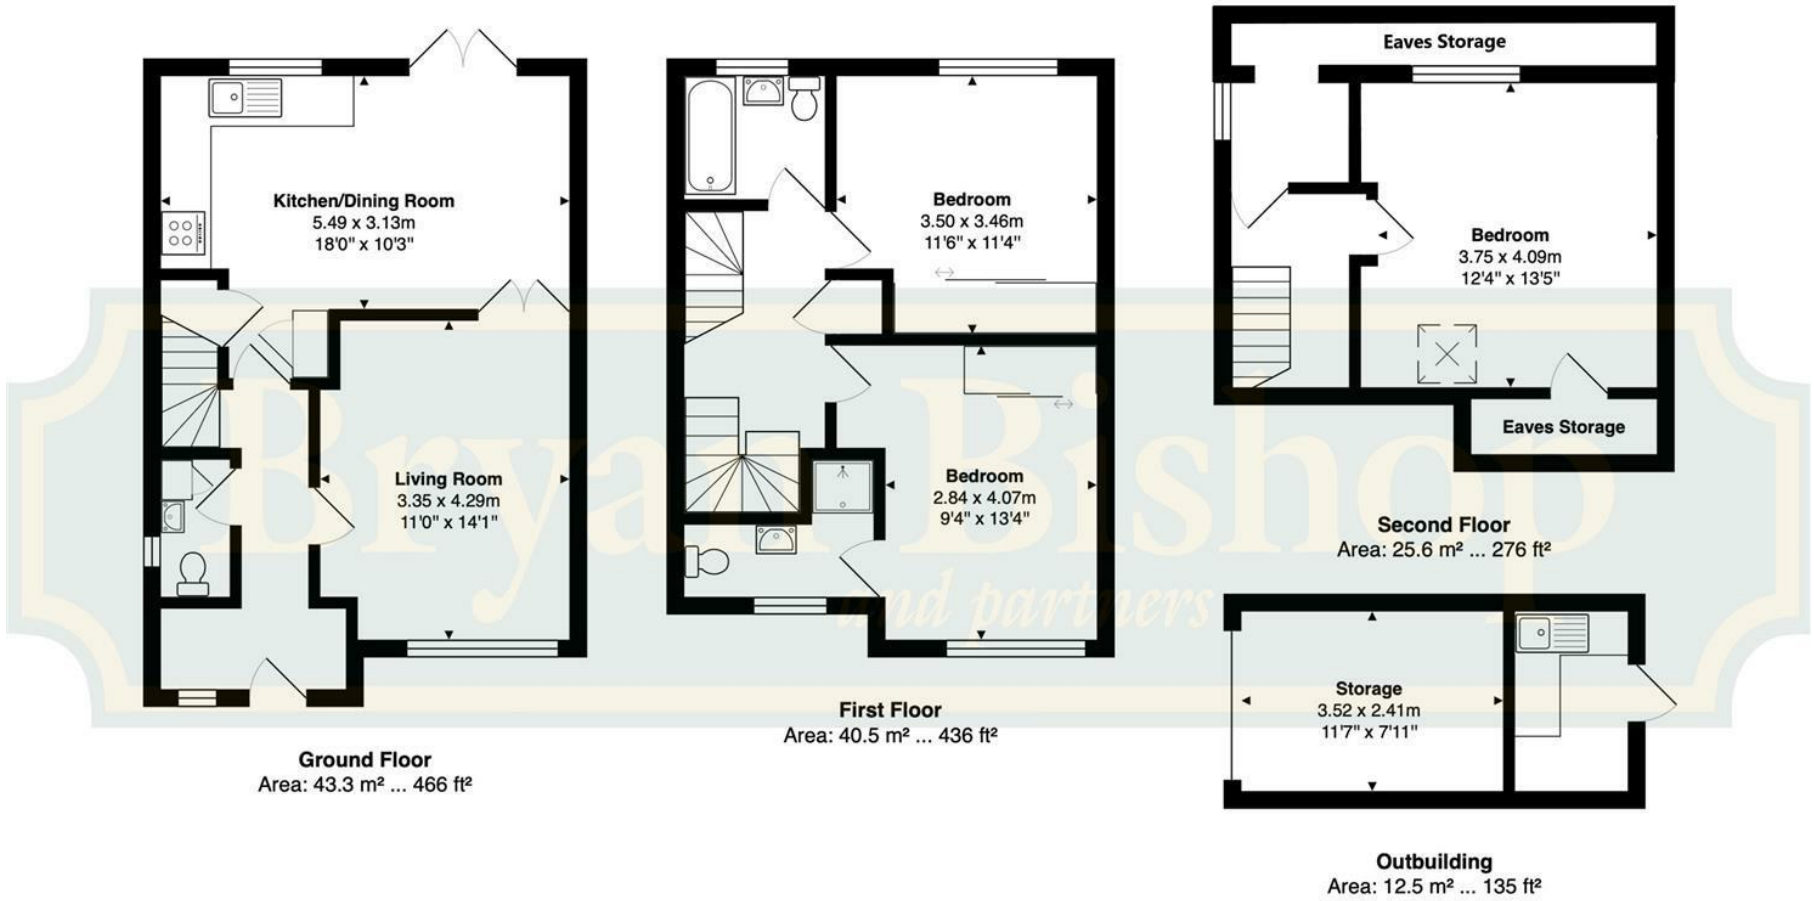 Kitchen/Dining Room
5.49 x 3.13m
18'0" x 10'3"
Living Room
3.35 x 4.29m
11'0" x 14'1"
Ground Floor
Area: 43.3 m² ... 466 ft²
Bedroom
3.50 x 3.46m
11'6" x 11'4"
Bedroom
2.84 x 4.07m
9'4" x 13'4"
First Floor
Area: 40.5 m² ... 436 ft²
Eaves Storage
Bedroom
3.75 x 4.09m
12'4" x 13'5"
Eaves Storage
Second Floor
Area: 25.6 m² ... 276 ft²
Storage
3.52 x 2.41m
11'7" x 7'11"
Outbuilding
Area: 12.5 m² ... 135 ft²
Bryan Bishop
and partners